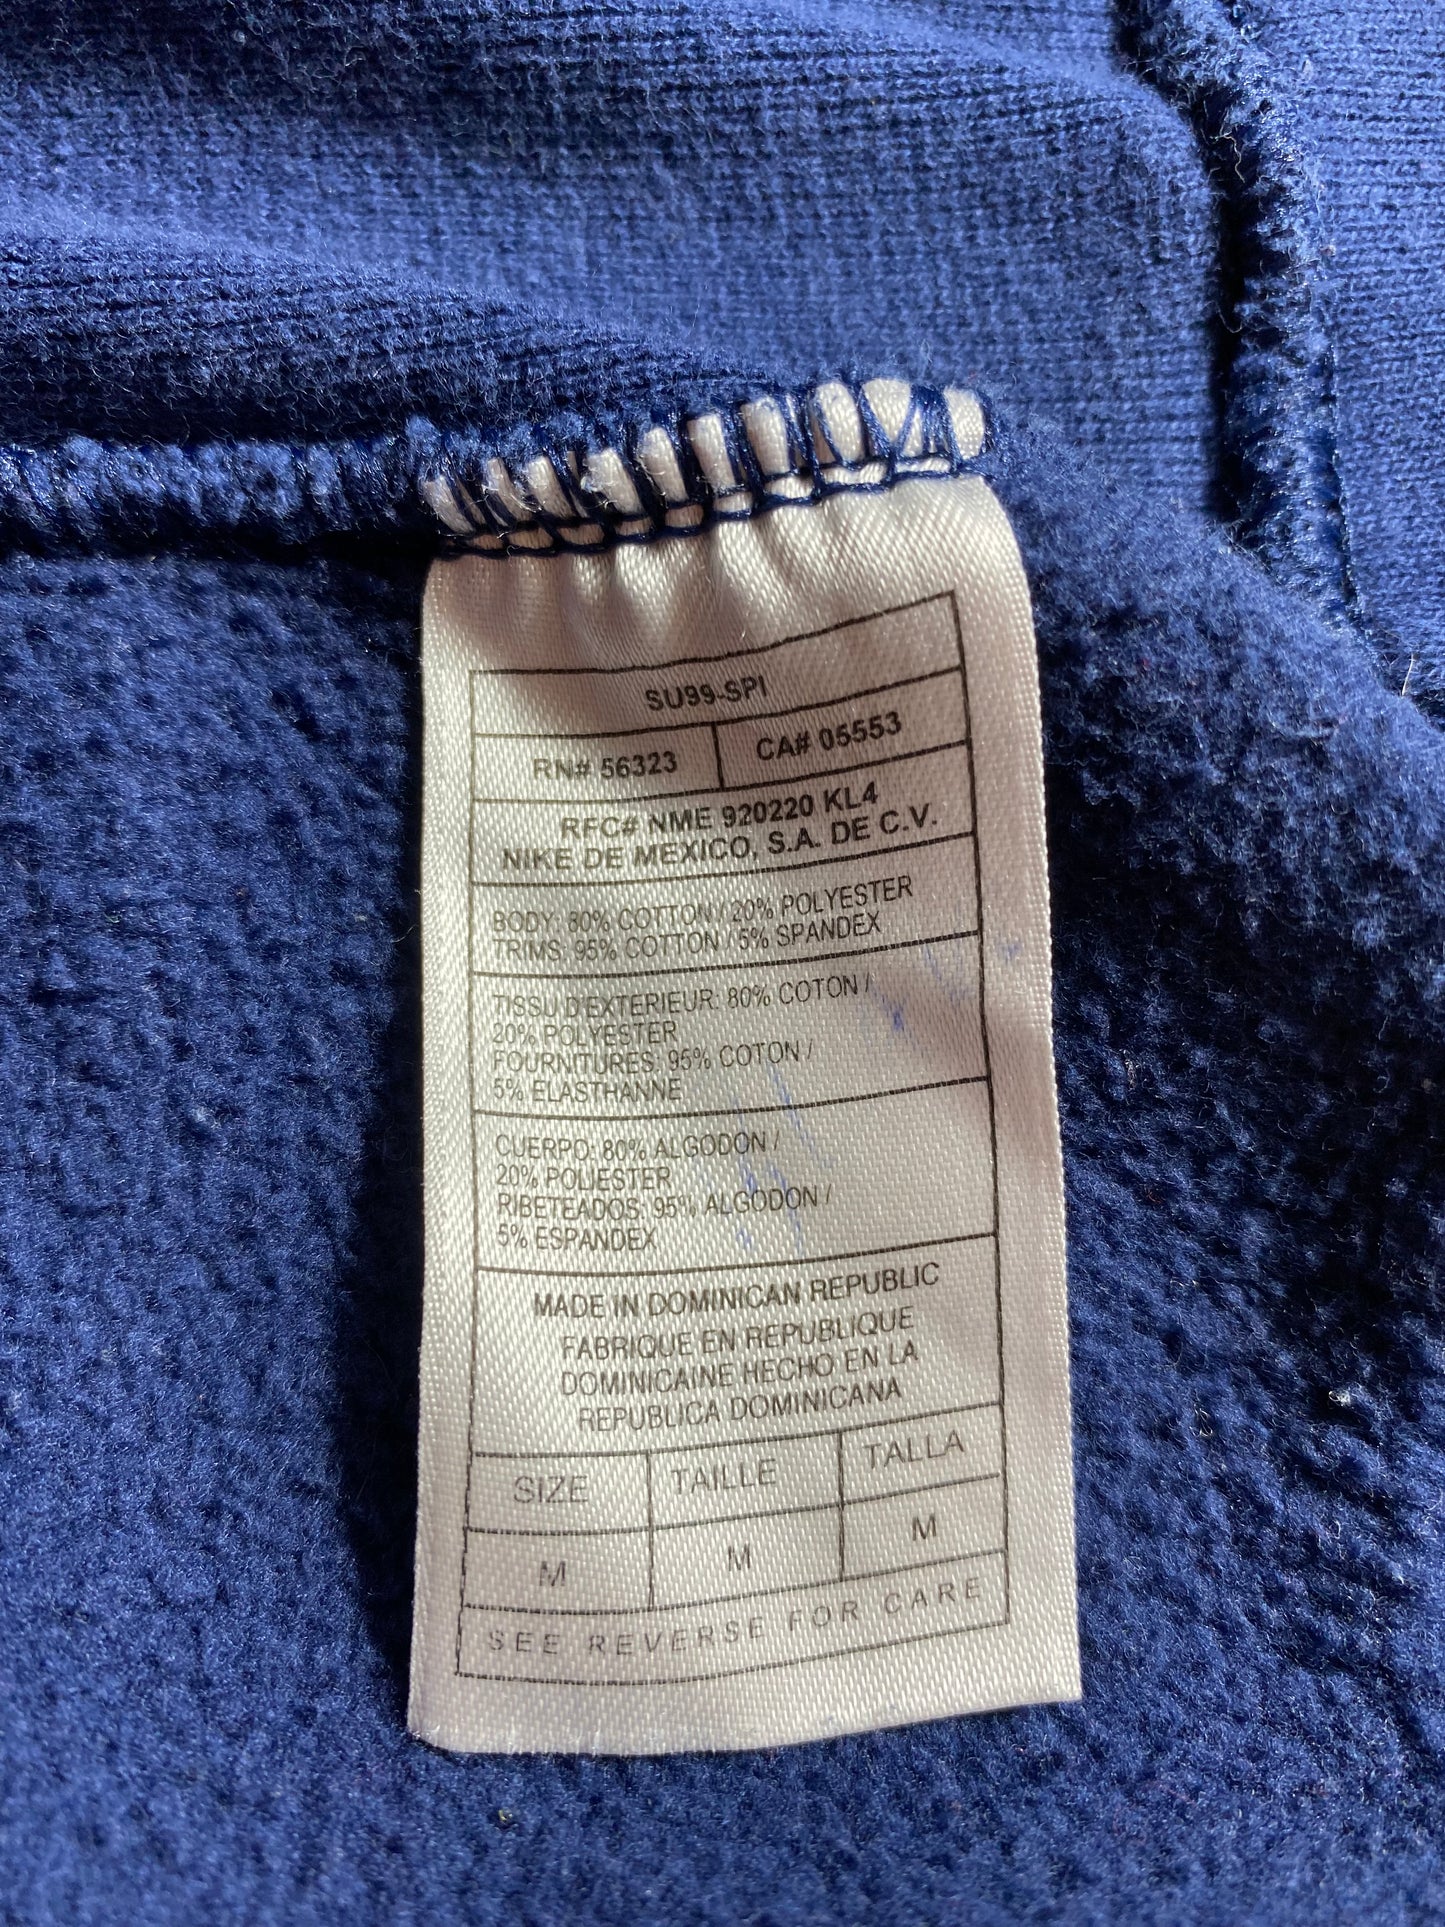 SU99-SPI
RN# 56323
CA# 05553
RFC# NME 920220 KL4
NIKE DE MEXICO, S.A. DE C.V.
BODY: 80% COTTON / 20% POLYESTER
TRIMS: 95% COTTON / 5% SPANDEX
TISSU D'EXTERIEUR: 80% COTON /
20% POLYESTER
FOURNITURES: 95% COTON /
5% ELASTHANNE
CUERPO: 80% ALGODON /
20% POLIESTER
RIBETEADOS: 95% ALGODON /
5% ESPANDEX
MADE IN DOMINICAN REPUBLIC
FABRIQUE EN REPUBLIQUE
DOMINICAINE HECHO EN LA
REPUBLICA DOMINICANA
SIZE TAILLE TALLA
M M M
SEE REVERSE FOR CARE